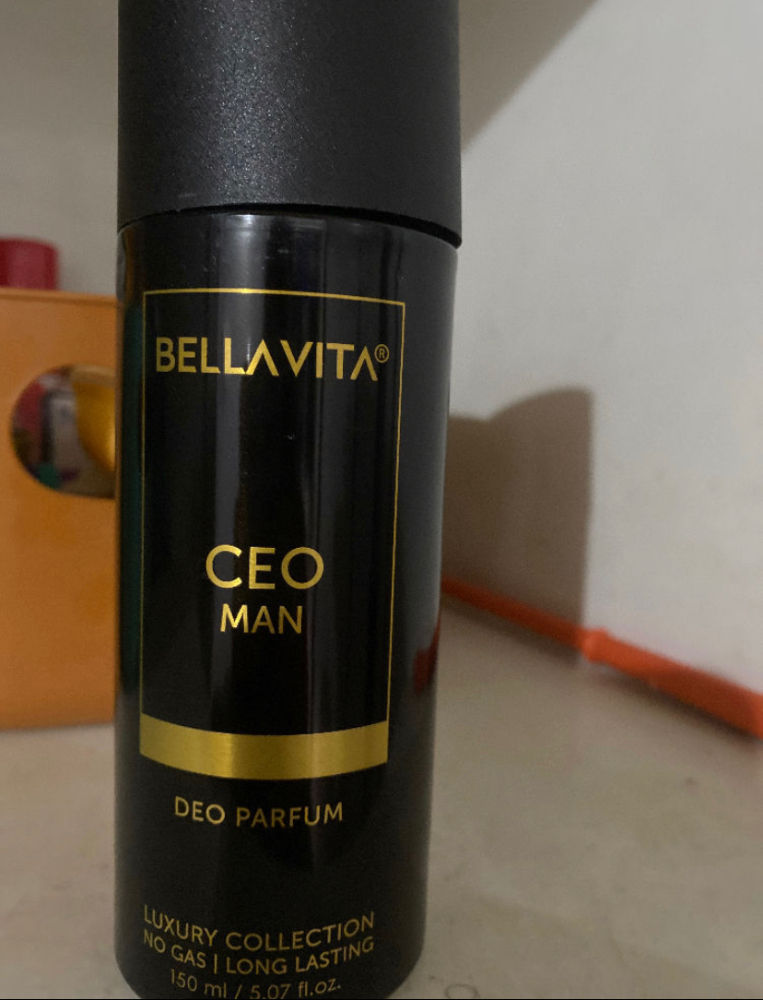 BELLAVITA®
CEO
MAN
DEO PARFUM
LUXURY COLLECTION
NO GAS | LONG LASTING
150 ml / 5.07 fl.oz.